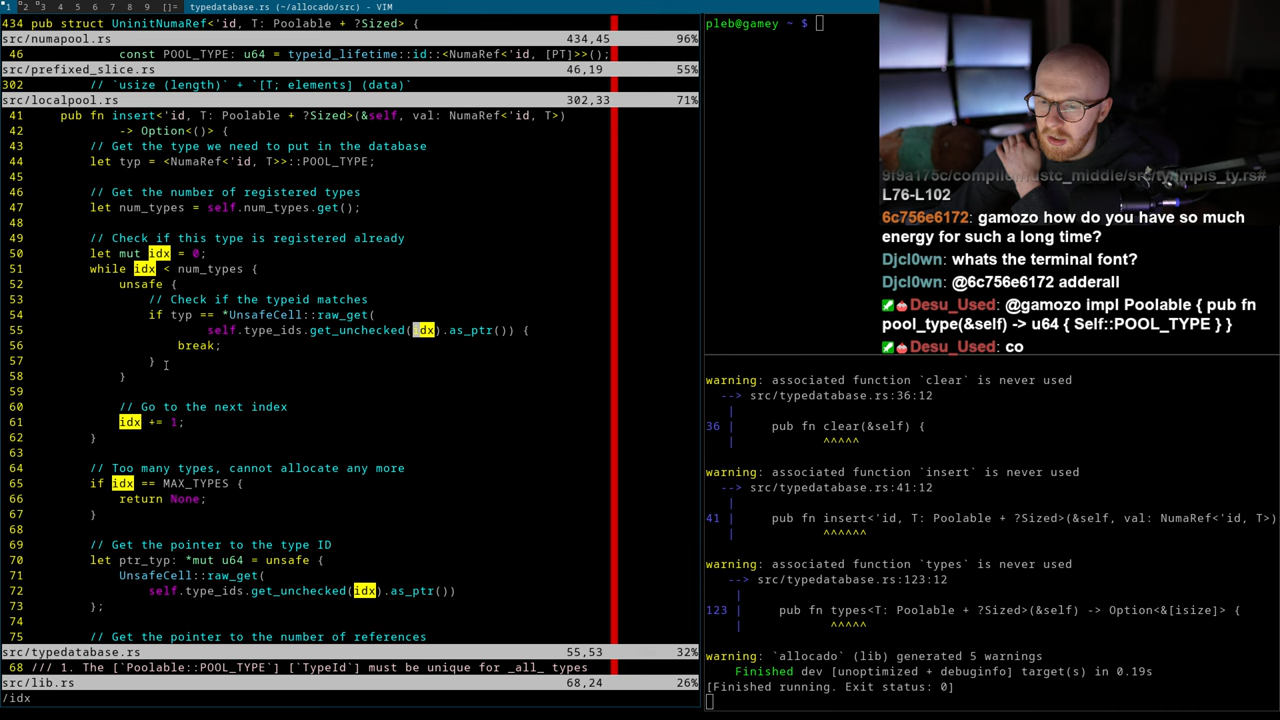 1 2 3 4 5 6 7 8 9 []= typedatabase.rs (~/allocado/src) - VIM
434 pub struct UninitNumaRef<'id, T: Poolable + ?Sized> {
src/numapool.rs 434,45 96%
46 const POOL_TYPE: u64 = typeid_lifetime::id::<NumaRef<'id, [PT]>>();
src/prefixed_slice.rs 46,19 55%
302 // `usize (length)` + `[T; elements] (data)`
src/localpool.rs 302,33 71%
41 pub fn insert<'id, T: Poolable + ?Sized>(&self, val: NumaRef<'id, T>)
42 -> Option<()> {
43 // Get the type we need to put in the database
44 let typ = <NumaRef<'id, T>>::POOL_TYPE;
45
46 // Get the number of registered types
47 let num_types = self.num_types.get();
48
49 // Check if this type is registered already
50 let mut idx = 0;
51 while idx < num_types {
52 unsafe {
53 // Check if the typeid matches
54 if typ == *UnsafeCell::raw_get(
55 self.type_ids.get_unchecked(idx).as_ptr()) {
56 break;
57 }
58 }
59
60 // Go to the next index
61 idx += 1;
62 }
63
64 // Too many types, cannot allocate any more
65 if idx == MAX_TYPES {
66 return None;
67 }
68
69 // Get the pointer to the type ID
70 let ptr_typ: *mut u64 = unsafe {
71 UnsafeCell::raw_get(
72 self.type_ids.get_unchecked(idx).as_ptr())
73 };
74
75 // Get the pointer to the number of references
src/typedatabase.rs 55,53 32%
68 /// 1. The [`Poolable::POOL_TYPE`] [`TypeId`] must be unique for _all_ types
src/lib.rs 68,24 26%
/idx
pleb@gamey ~ $
L76-L102
6c756e6172: gamozo how do you have so much
energy for such a long time?
Djcl0wn: whats the terminal font?
Djcl0wn: @6c756e6172 adderall
Desu_Used: @gamozo impl Poolable { pub fn
pool_type(&self) -> u64 { Self::POOL_TYPE } }
Desu_Used: co
warning: associated function `clear` is never used
--> src/typedatabase.rs:36:12
|
36 | pub fn clear(&self) {
| ^^^^^
warning: associated function `insert` is never used
--> src/typedatabase.rs:41:12
|
41 | pub fn insert<'id, T: Poolable + ?Sized>(&self, val: NumaRef<'id, T>)
| ^^^^^^
warning: associated function `types` is never used
--> src/typedatabase.rs:123:12
|
123 | pub fn types<T: Poolable + ?Sized>(&self) -> Option<&[isize]> {
| ^^^^^
warning: `allocado` (lib) generated 5 warnings
Finished dev [unoptimized + debuginfo] target(s) in 0.19s
[Finished running. Exit status: 0]